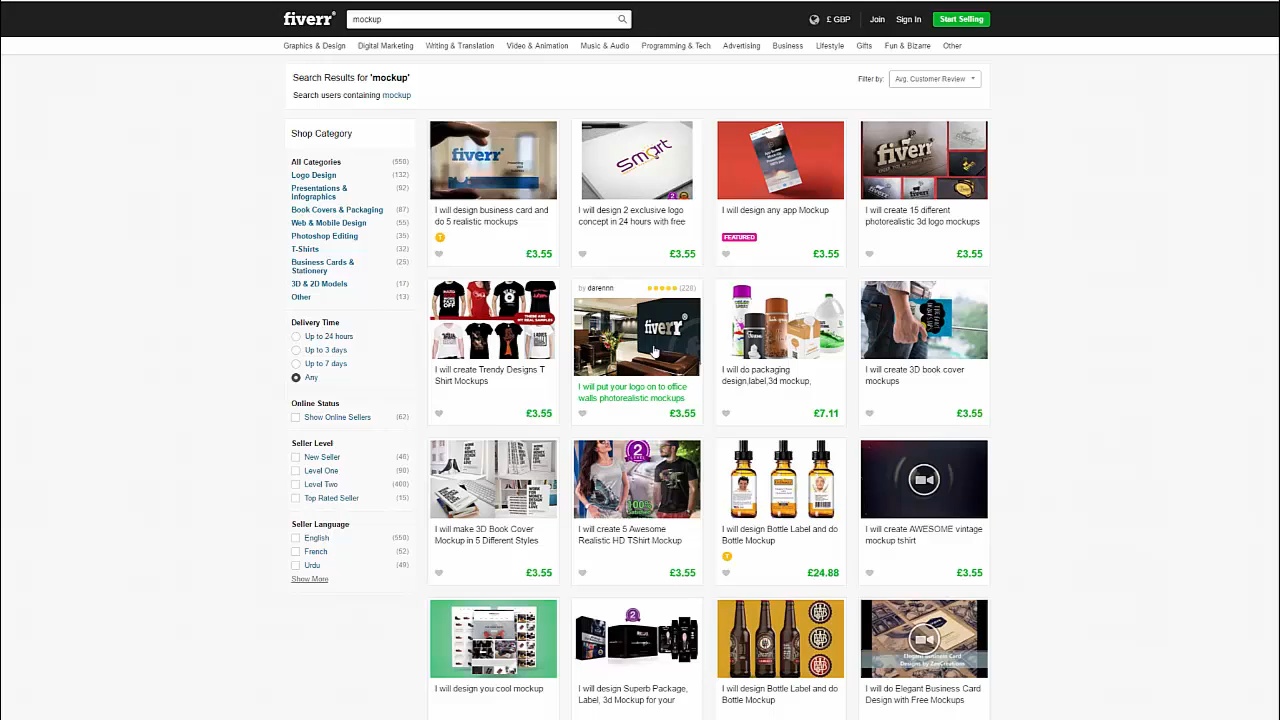 fiverr®
mockup
£ GBP
Join
Sign In
Start Selling
Graphics & Design
Digital Marketing
Writing & Translation
Video & Animation
Music & Audio
Programming & Tech
Advertising
Business
Lifestyle
Gifts
Fun & Bizarre
Other
Search Results for 'mockup'
Filter by:
Avg. Customer Review
Search users containing mockup
Shop Category
All Categories (550)
Logo Design (132)
Presentations & (92)
Infographics
Book Covers & Packaging (87)
Web & Mobile Design (55)
Photoshop Editing (35)
T-Shirts (32)
Business Cards & (25)
Stationery
3D & 2D Models (17)
Other (13)
Delivery Time
Up to 24 hours
Up to 3 days
Up to 7 days
Any
Online Status
Show Online Sellers (62)
Seller Level
New Seller (46)
Level One (90)
Level Two (400)
Top Rated Seller (15)
Seller Language
English (550)
French (52)
Urdu (49)
Show More
fiverr
I will design business card and
do 5 realistic mockups
£3.55
Smart
I will design 2 exclusive logo
concept in 24 hours with free
£3.55
I will design any app Mockup
FEATURED
£3.55
fiverr
I will create 15 different
photorealistic 3d logo mockups
£3.55
I will create Trendy Designs T
Shirt Mockups
£3.55
by darennn (226)
fiverr
I will put your logo on to office
walls photorealistic mockups
£3.55
I will do packaging
design,label,3d mockup,
£7.11
I will create 3D book cover
mockups
£3.55
I will make 3D Book Cover
Mockup in 5 Different Styles
£3.55
2
100%
I will create 5 Awesome
Realistic HD TShirt Mockup
£3.55
I will design Bottle Label and do
Bottle Mockup
£24.88
I will create AWESOME vintage
mockup tshirt
£3.55
I will design you cool mockup
2
I will design Superb Package,
Label, 3d Mockup for your
I will design Bottle Label and do
Bottle Mockup
Elegant Business Card
I will do Elegant Business Card
Design with Free Mockups